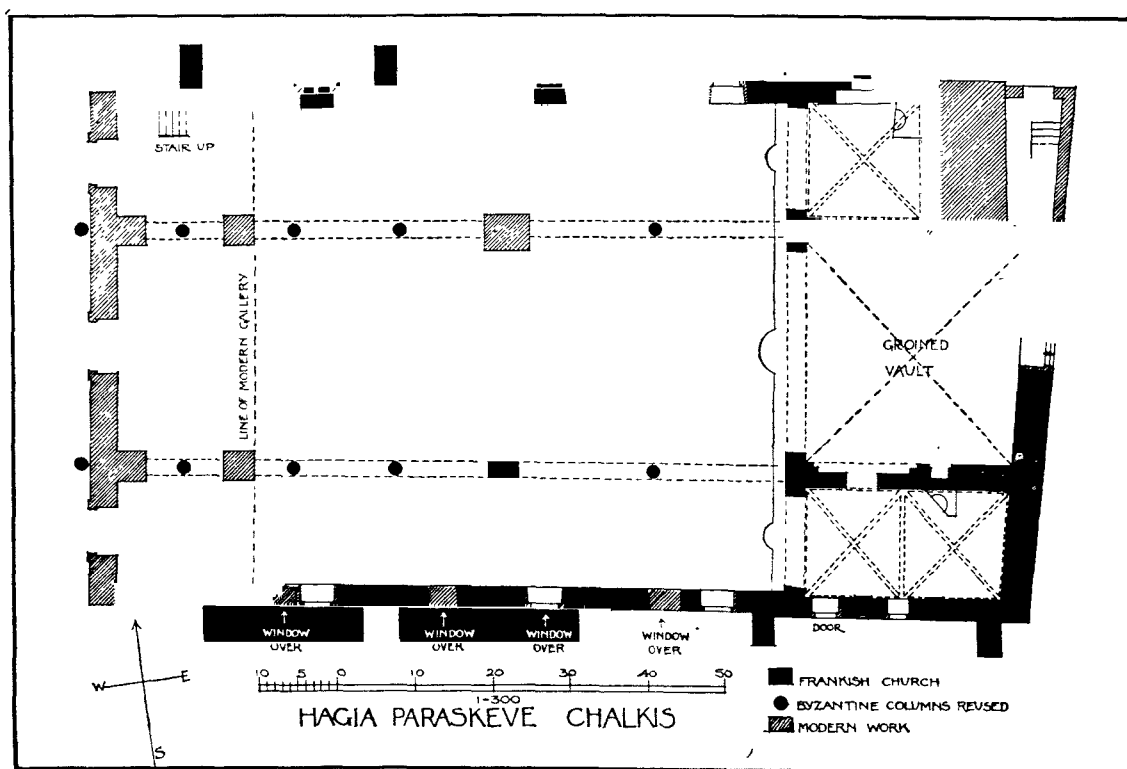 STAIR UP
LINE OF MODERN GALLERY
GROINED
VAULT
WINDOW
OVER
WINDOW
OVER
WINDOW
OVER
WINDOW
OVER
DOOR
W
E
S
10 5 0 10 20 30 40 50
1-300
HAGIA PARASKEVE CHALKIS
FRANKISH CHURCH
BYZANTINE COLUMNS REUSED
MODERN WORK